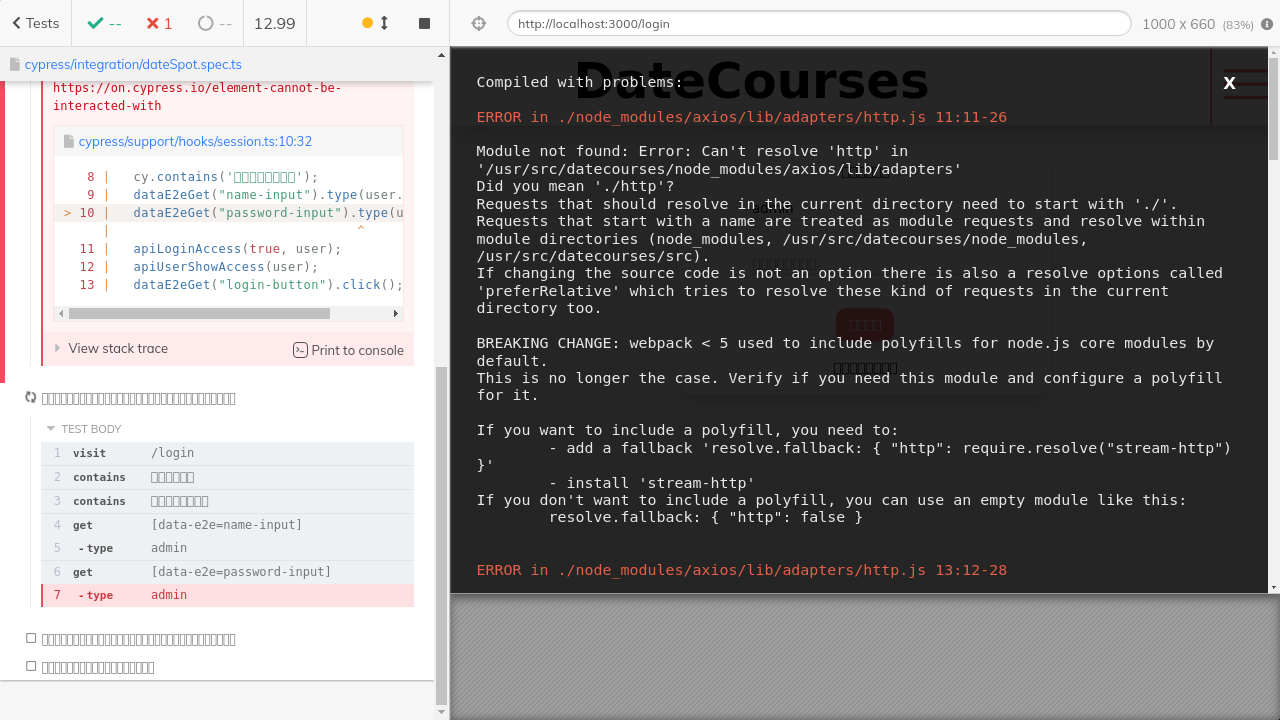 Tests
--
1
--
12.99
http://localhost:3000/login
1000 x 660 (83%)
cypress/integration/dateSpot.spec.ts
https://on.cypress.io/element-cannot-be-
interacted-with
cypress/support/hooks/session.ts:10:32
8 | cy.contains('
');
9 | dataE2eGet("name-input").type(user.
> 10 | dataE2eGet("password-input").type(u
| ^
11 | apiLoginAccess(true, user);
12 | apiUserShowAccess(user);
13 | dataE2eGet("login-button").click();
View stack trace
Print to console
TEST BODY
1 visit /login
2 contains
3 contains
4 get [data-e2e=name-input]
5 -type admin
6 get [data-e2e=password-input]
7 -type admin
DateCourses
Compiled with problems:
X
ERROR in ./node_modules/axios/lib/adapters/http.js 11:11-26
Module not found: Error: Can't resolve 'http' in
'/usr/src/datecourses/node_modules/axios/lib/adapters'
Did you mean './http'?
Requests that should resolve in the current directory need to start with './'.
admin
Requests that start with a name are treated as module requests and resolve within
module directories (node_modules, /usr/src/datecourses/node_modules,
/usr/src/datecourses/src).
If changing the source code is not an option there is also a resolve options called
'preferRelative' which tries to resolve these kind of requests in the current
directory too.
BREAKING CHANGE: webpack < 5 used to include polyfills for node.js core modules by
default.
This is no longer the case. Verify if you need this module and configure a polyfill
for it.
If you want to include a polyfill, you need to:
- add a fallback 'resolve.fallback: { "http": require.resolve("stream-http")
}'
- install 'stream-http'
If you don't want to include a polyfill, you can use an empty module like this:
resolve.fallback: { "http": false }
ERROR in ./node_modules/axios/lib/adapters/http.js 13:12-28